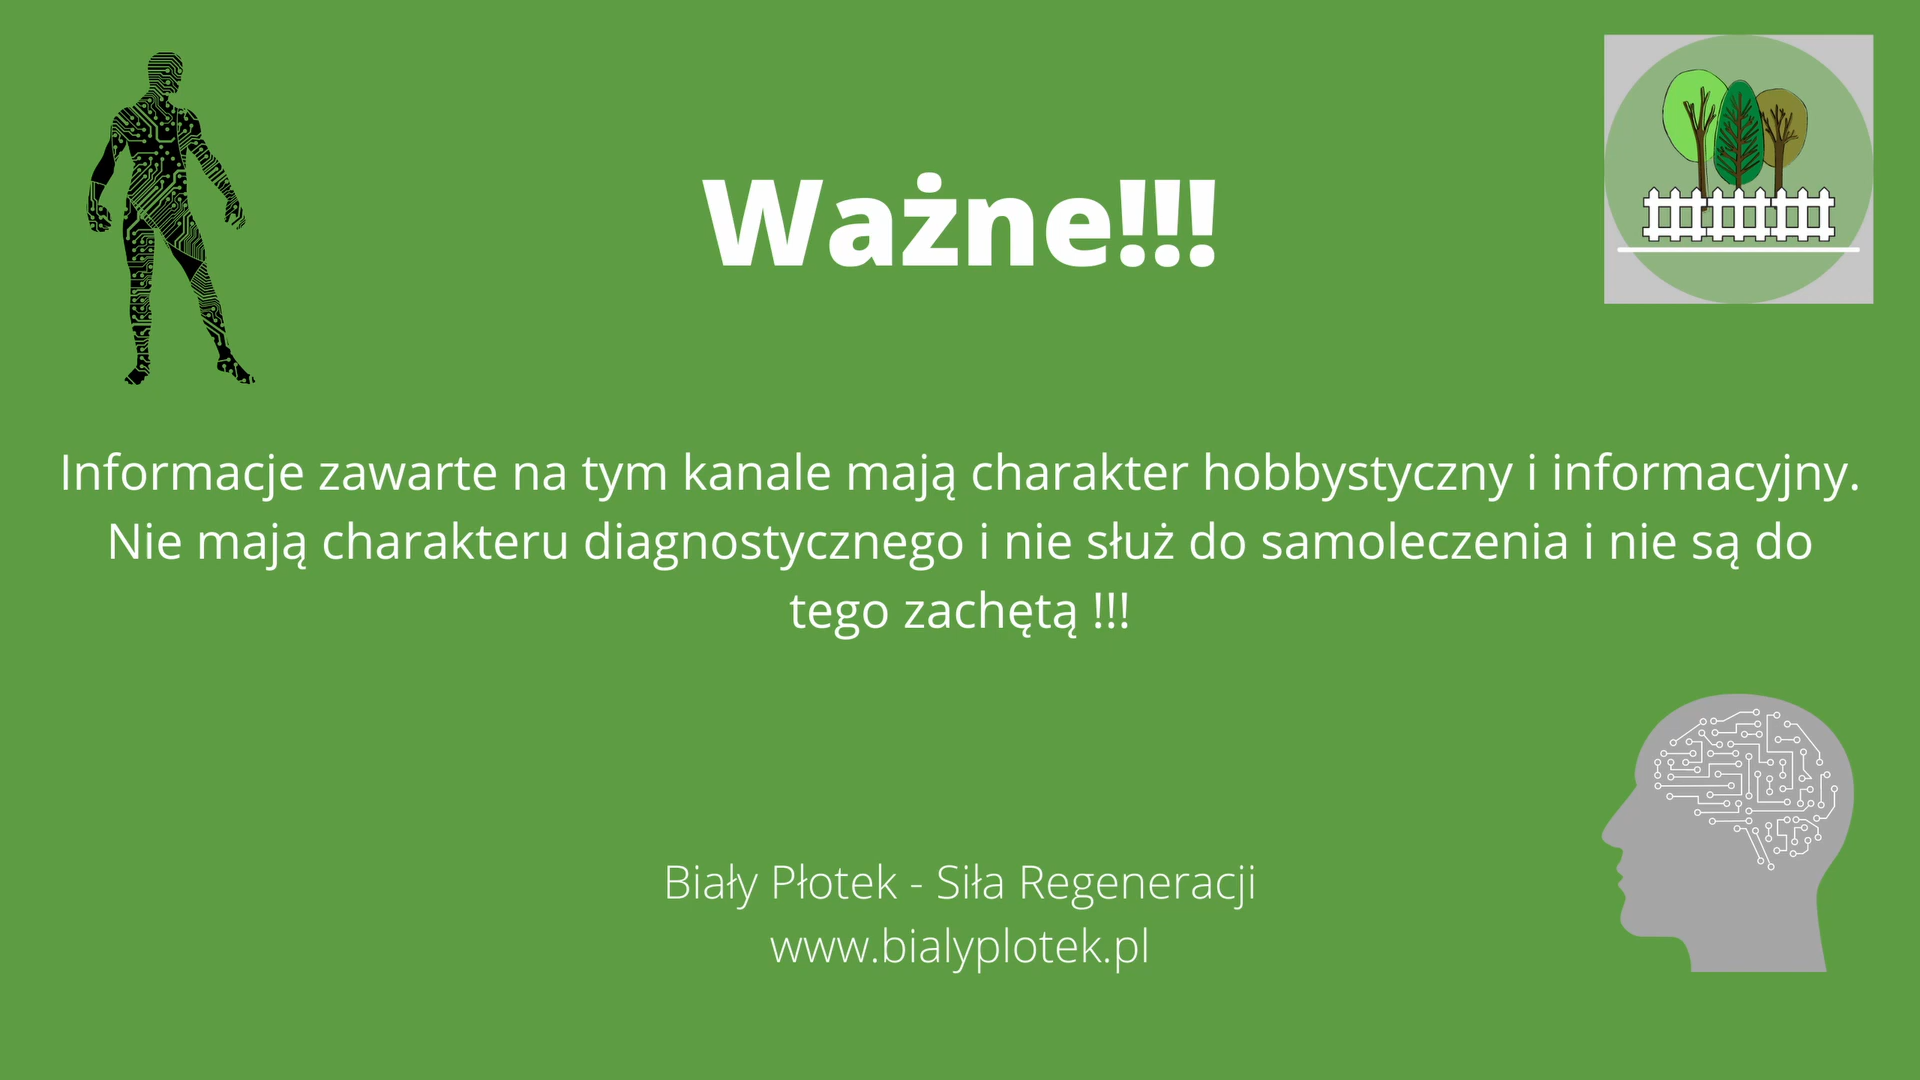 Ważne!!!
Informacje zawarte na tym kanale mają charakter hobbystyczny i informacyjny.
Nie mają charakteru diagnostycznego i nie służ do samoleczenia i nie są do
tego zachętą !!!
Biały Płotek - Siła Regeneracji
www.bialyplotek.pl